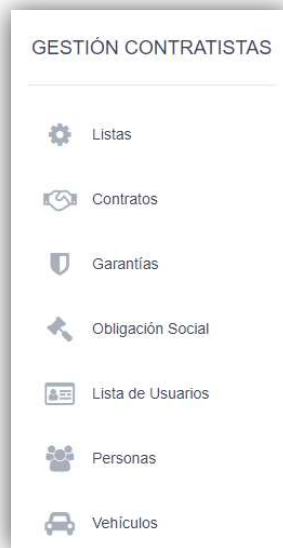 GESTIÓN CONTRATISTAS
Listas
Contratos
Garantías
Obligación Social
Lista de Usuarios
Personas
Vehículos